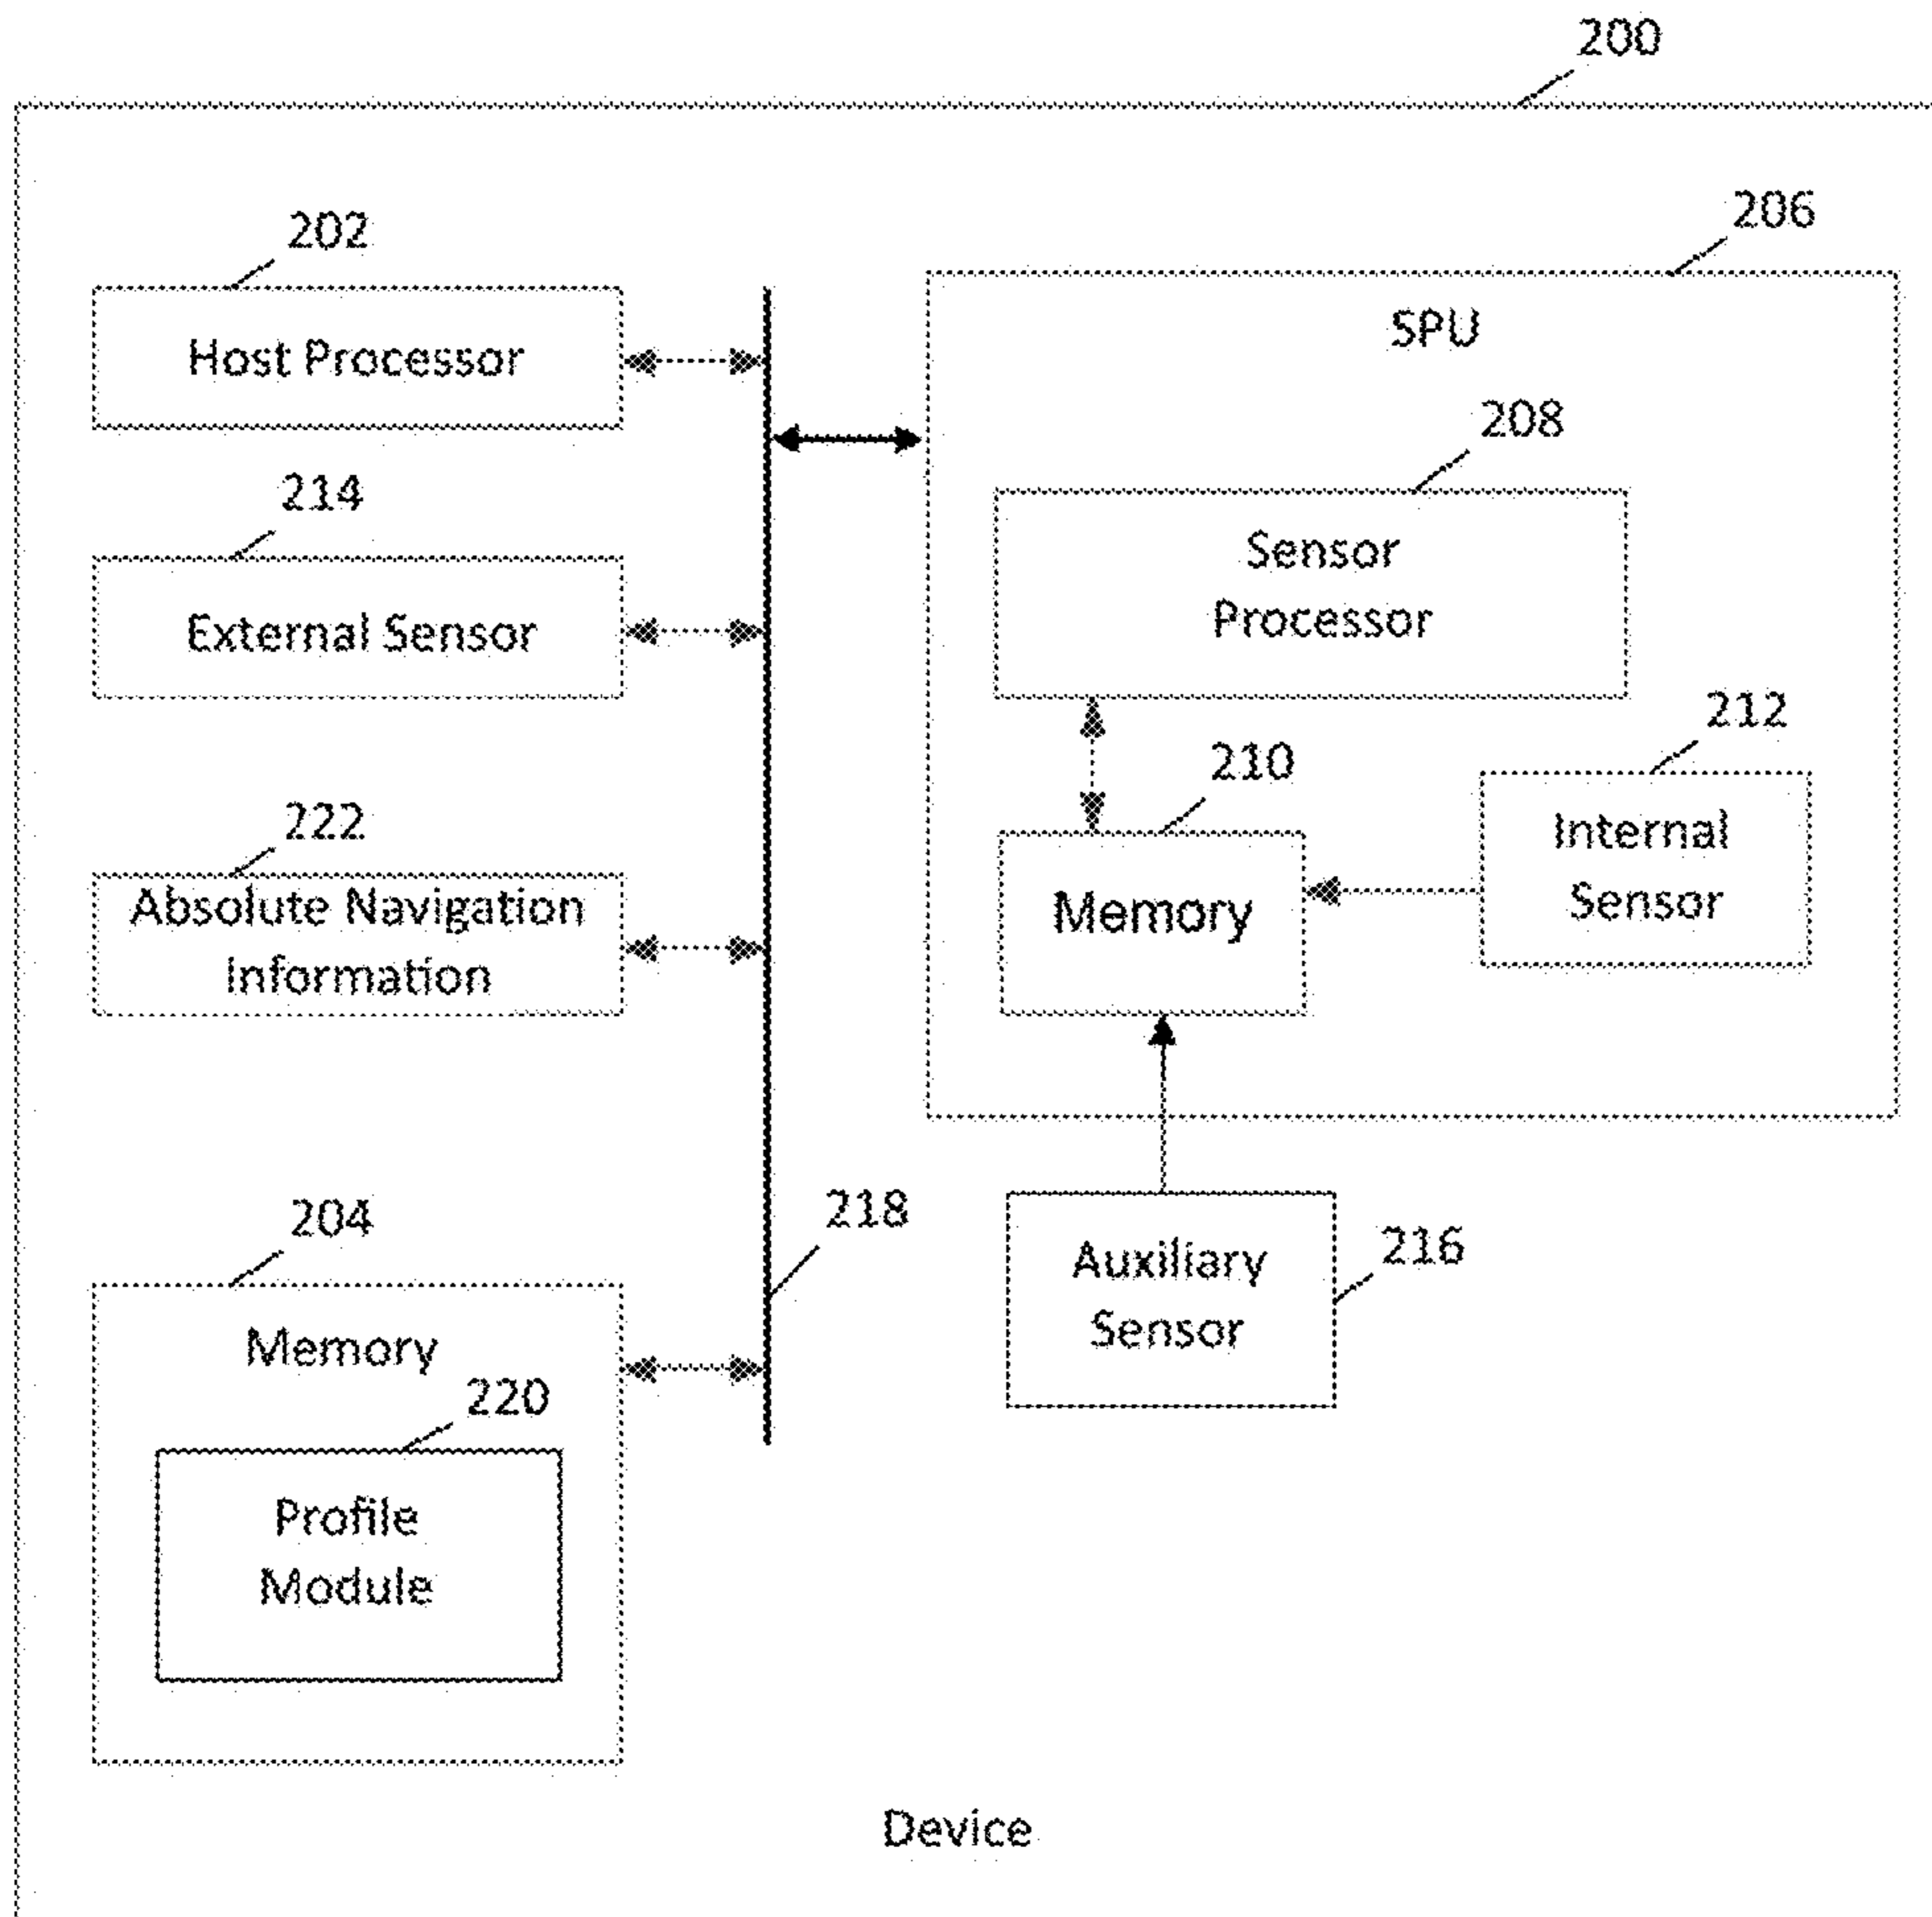 200
206
202
SPU
Host Processor
208
214
Sensor
Processor
External Sensor
212
210
222
Internal
Sensor
Absolute Navigation
Information
Memory
218
204
216
Auxiliary
Sensor
Memory
220
Profile
Module
Device